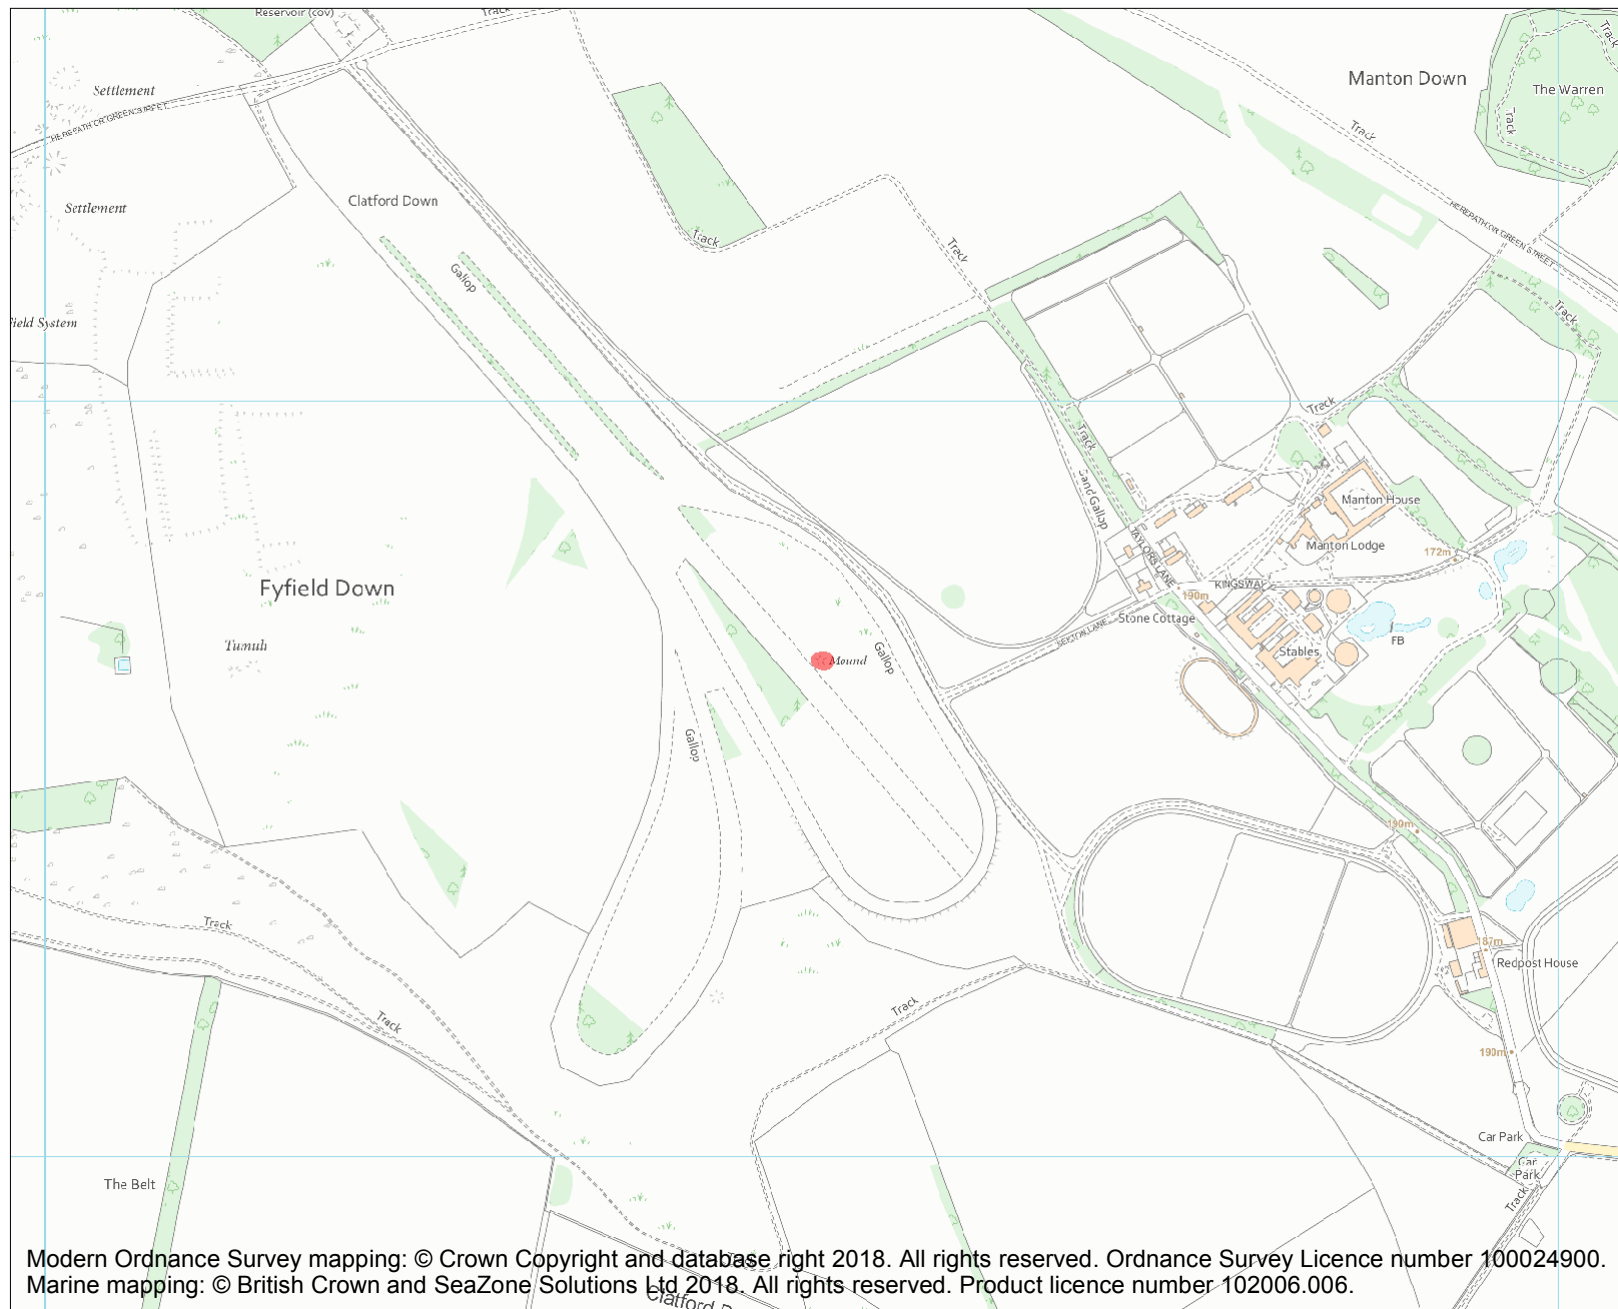 Reservoir (cov)
Track
Track
Manton Down
The Warren
Settlement
HEREPATH OR GREEN STREET
Track
Track
Settlement
Clatford Down
HEREPATH OR GREEN STREET
Track
Track
Gallop
Track
Field System
Track
Track
Sand Gallop
Manton House
TAYLORS LANE
Manton Lodge
172m
Fyfield Down
KINGSWAY
190m
Stone Cottage
SEXTON LANE
FB
Tumuli
Stables
Mound
Gallop
Gallop
190m
Track
187m
Redpost House
Track
Track
190m
Car Park
Car
Park
The Belt
Track
Modern Ordnance Survey mapping: © Crown Copyright and database right 2018. All rights reserved. Ordnance Survey Licence number 100024900.
Marine mapping: © British Crown and SeaZone Solutions Ltd 2018. All rights reserved. Product licence number 102006.006.
Clatford